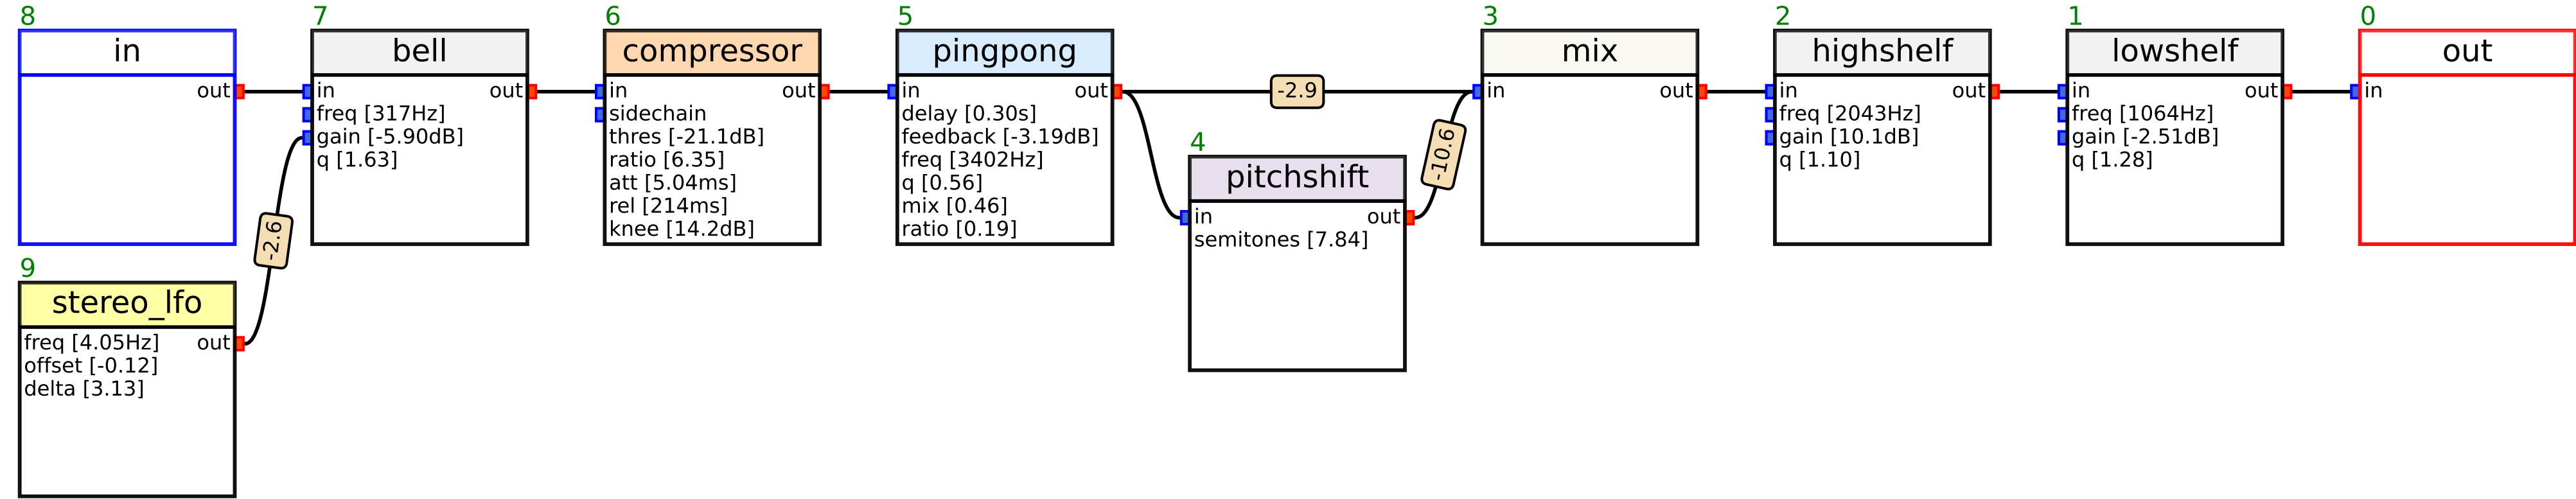 8
in
out
7
bell
in out
freq [317Hz]
gain [-5.90dB]
q [1.63]
6
compressor
in out
sidechain
thres [-21.1dB]
ratio [6.35]
att [5.04ms]
rel [214ms]
knee [14.2dB]
5
pingpong
in out
delay [0.30s]
feedback [-3.19dB]
freq [3402Hz]
q [0.56]
mix [0.46]
ratio [0.19]
-2.9
4
pitchshift
in out
semitones [7.84]
-10.6
3
mix
in out
2
highshelf
in out
freq [2043Hz]
gain [10.1dB]
q [1.10]
1
lowshelf
in out
freq [1064Hz]
gain [-2.51dB]
q [1.28]
0
out
in
-2.6
9
stereo_lfo
freq [4.05Hz] out
offset [-0.12]
delta [3.13]